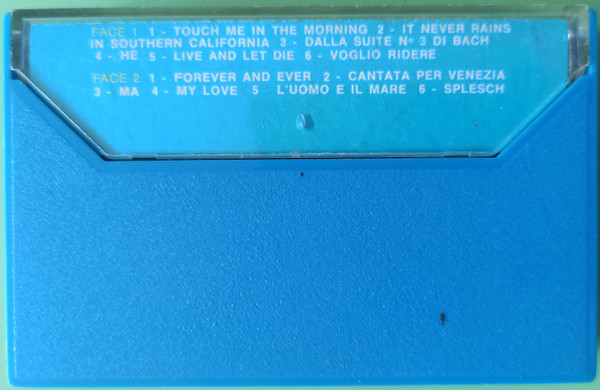 FACE 1 1 - TOUCH ME IN THE MORNING 2 - IT NEVER RAINS
IN SOUTHERN CALIFORNIA 3 - DALLA SUITE Nº 3 DI BACH
4 - HE 5 - LIVE AND LET DIE 6 - VOGLIO RIDERE
FACE 2 1 - FOREVER AND EVER 2 - CANTATA PER VENEZIA
3 - MA 4 - MY LOVE 5 L'UOMO E IL MARE 6 - SPLESCH